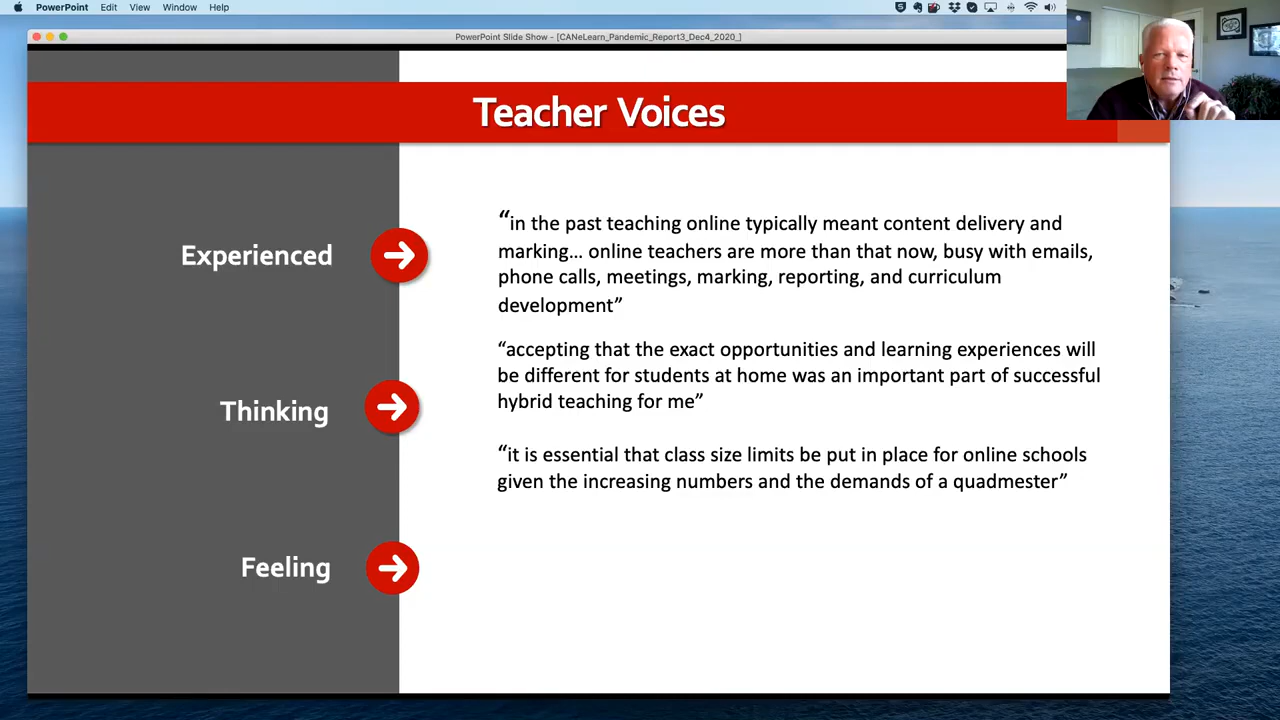 PowerPoint Edit View Window Help
PowerPoint Slide Show - [CANeLearn_Pandemic_Report3_Dec4_2020_]
Teacher Voices
Experienced
“in the past teaching online typically meant content delivery and
marking... online teachers are more than that now, busy with emails,
phone calls, meetings, marking, reporting, and curriculum
development”
Thinking
“accepting that the exact opportunities and learning experiences will
be different for students at home was an important part of successful
hybrid teaching for me”
“it is essential that class size limits be put in place for online schools
given the increasing numbers and the demands of a quadmester”
Feeling